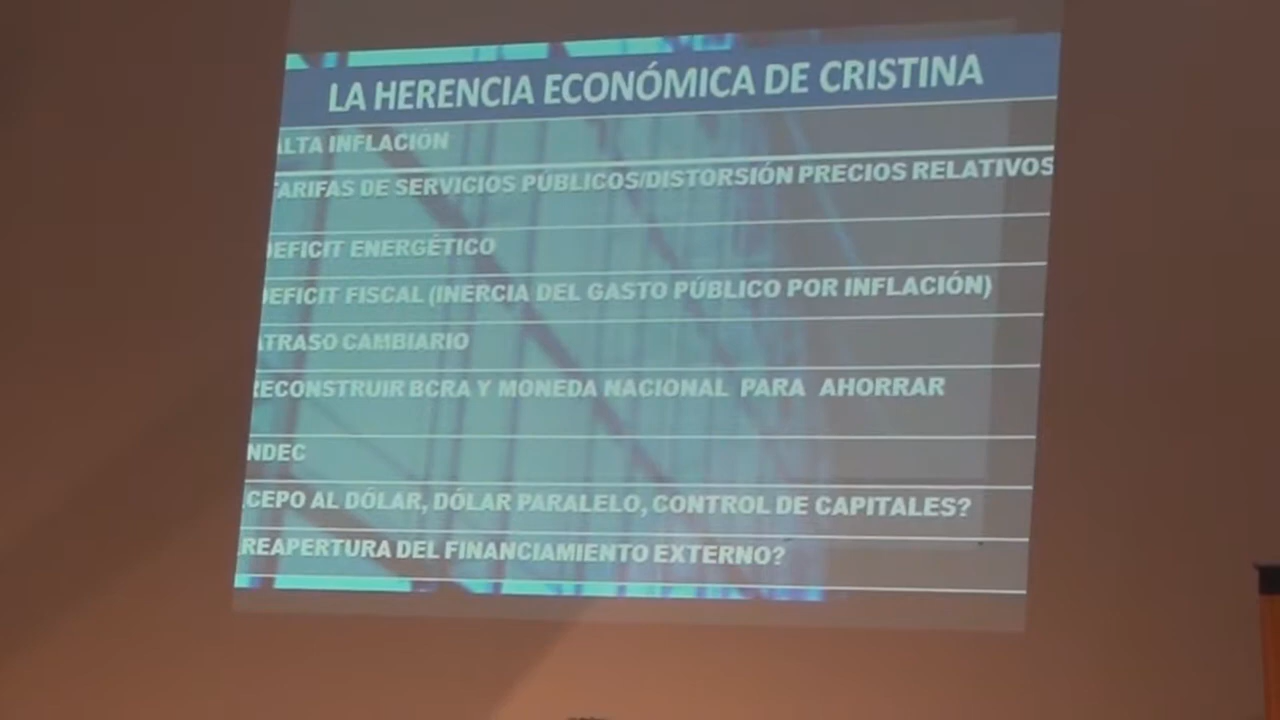 LA HERENCIA ECONÓMICA DE CRISTINA
ALTA INFLACIÓN
TARIFAS DE SERVICIOS PÚBLICOS/DISTORSIÓN PRECIOS RELATIVOS
DEFICIT ENERGÉTICO
DEFICIT FISCAL (INERCIA DEL GASTO PÚBLICO POR INFLACIÓN)
ATRASO CAMBIARIO
RECONSTRUIR BCRA Y MONEDA NACIONAL PARA AHORRAR
NDEC
CEPO AL DÓLAR, DÓLAR PARALELO, CONTROL DE CAPITALES?
REAPERTURA DEL FINANCIAMIENTO EXTERNO?